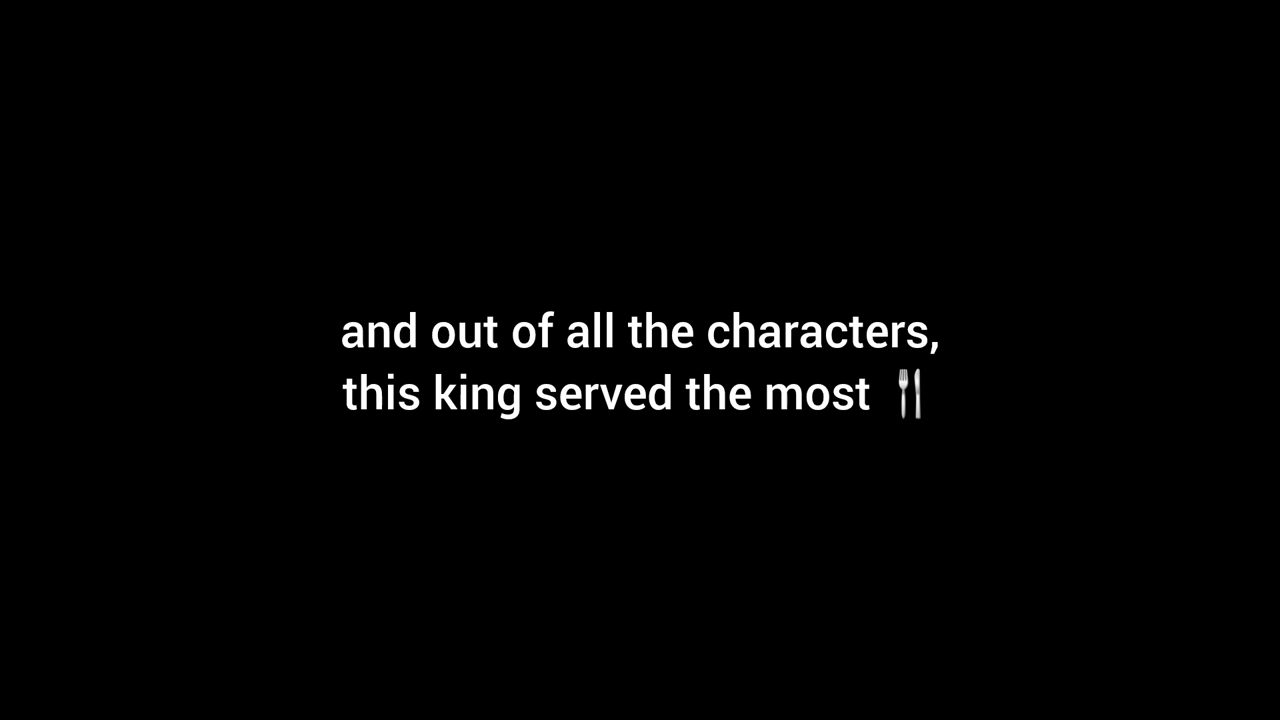 and out of all the characters,
this king served the most 🍴